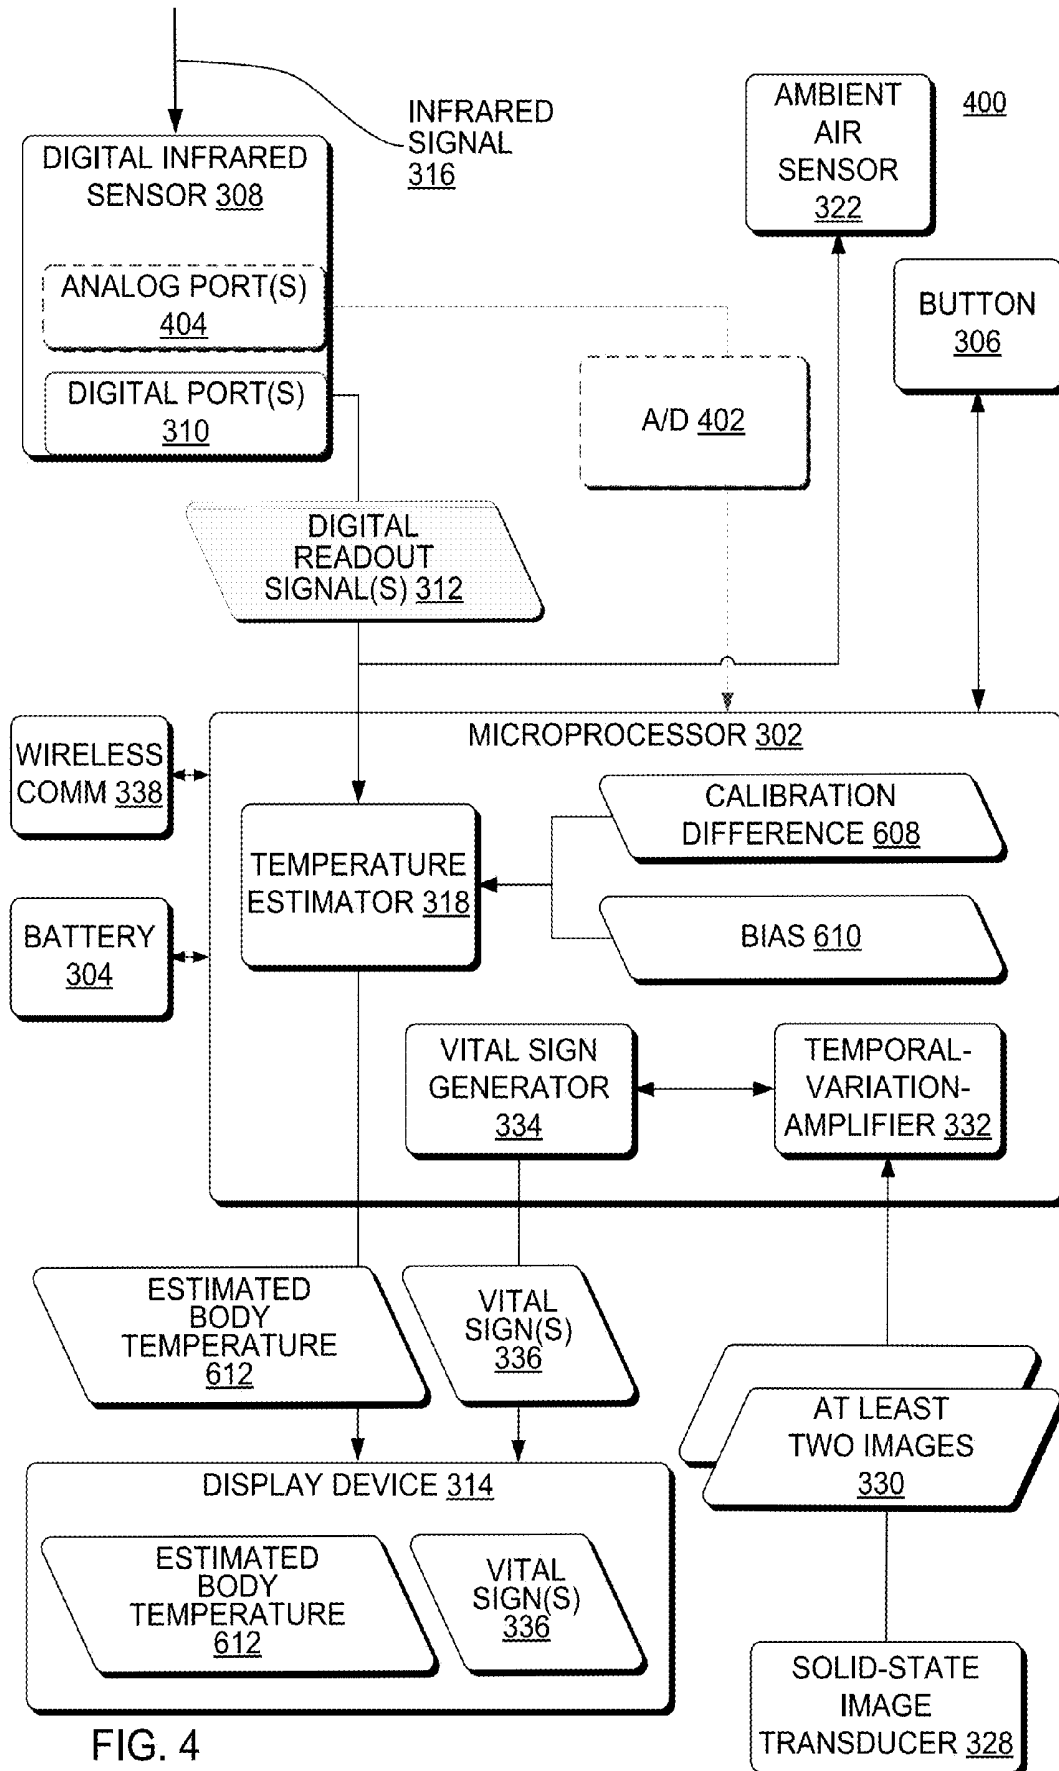 INFRARED
SIGNAL
316
AMBIENT
AIR
SENSOR
322
400
DIGITAL INFRARED
SENSOR 308
ANALOG PORT(S)
404
DIGITAL PORT(S)
310
BUTTON
306
A/D 402
DIGITAL
READOUT
SIGNAL(S) 312
MICROPROCESSOR 302
WIRELESS
COMM 338
CALIBRATION
DIFFERENCE 608
TEMPERATURE
ESTIMATOR 318
BATTERY
304
BIAS 610
VITAL SIGN
GENERATOR
334
TEMPORAL-
VARIATION-
AMPLIFIER 332
ESTIMATED
BODY
TEMPERATURE
612
VITAL
SIGN(S)
336
AT LEAST
TWO IMAGES
330
DISPLAY DEVICE 314
ESTIMATED
BODY
TEMPERATURE
612
VITAL
SIGN(S)
336
SOLID-STATE
IMAGE
TRANSDUCER 328
FIG. 4